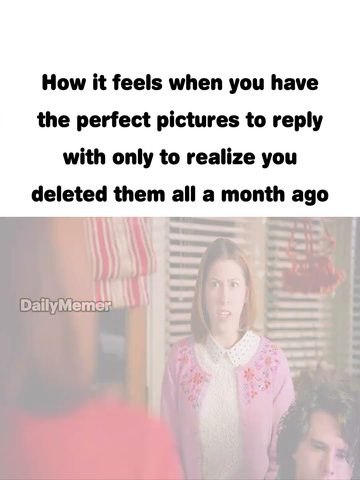 How it feels when you have
the perfect pictures to reply
with only to realize you
deleted them all a month ago
DailyMemer